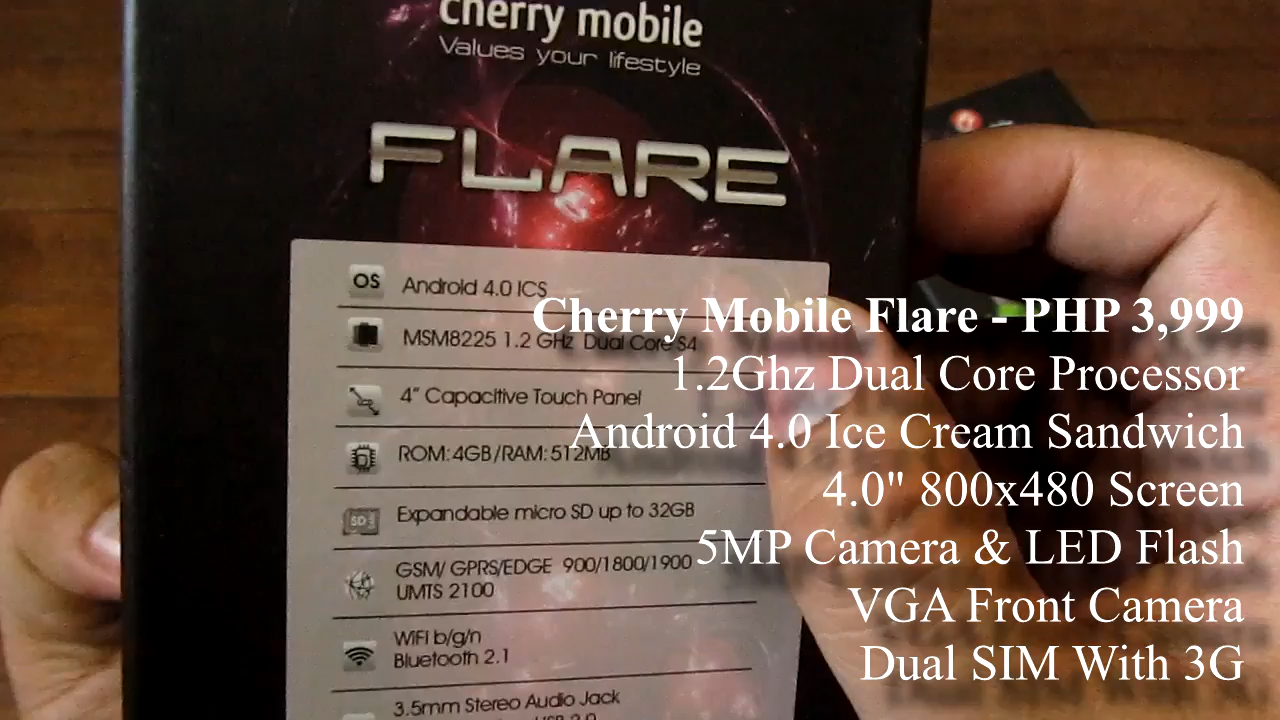 cherry mobile
Values your lifestyle
FLARE
OS
Android 4.0 ICS
MSM8225 1.2 GHz Dual Core S4
4" Capacitive Touch Panel
ROM: 4GB/RAM: 512MB
SD
Expandable micro SD up to 32GB
GSM/ GPRS/EDGE 900/1800/1900
UMTS 2100
WiFi b/g/n
Bluetooth 2.1
3.5mm Stereo Audio Jack
Cherry Mobile Flare - PHP 3,999
1.2Ghz Dual Core Processor
Android 4.0 Ice Cream Sandwich
4.0" 800x480 Screen
5MP Camera & LED Flash
VGA Front Camera
Dual SIM With 3G